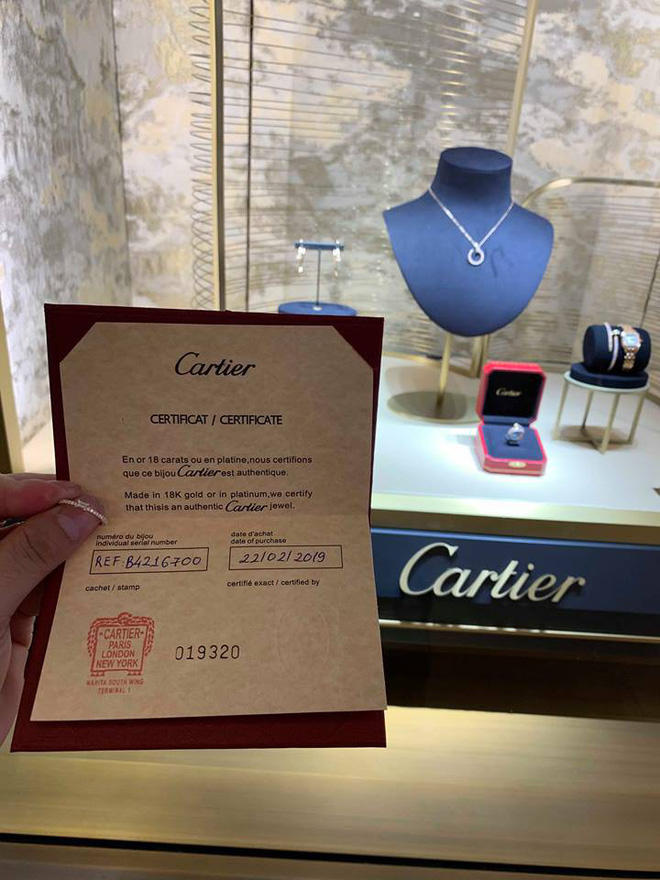 Cartier
CERTIFICAT / CERTIFICATE
En or 18 carats ou en platine,nous certifions
que ce bijou Cartier est authentique.
Made in 18K gold or in platinum,we certify
that thisis an authentic Cartier jewel.
numéro du bijou
individual serial number
date d'achat
date of purchase
REF:B4216700
22/02/2019
cachet / stamp
certifié exact / certified by
CARTIER
PARIS
LONDON
NEW YORK
NARITA SOUTH WING
TERMINAL 1
019320
Cartier
Cartier